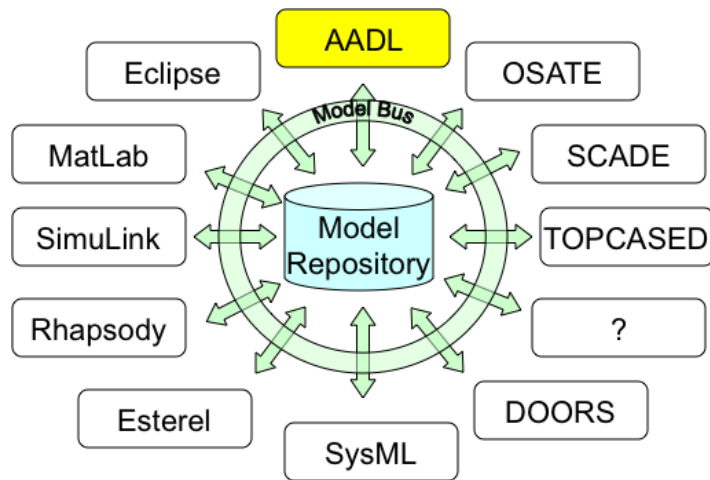 AADL
Eclipse
OSATE
Model Bus
MatLab
SCADE
SimuLink
Model
Repository
TOPCASED
Rhapsody
?
Esterel
DOORS
SysML